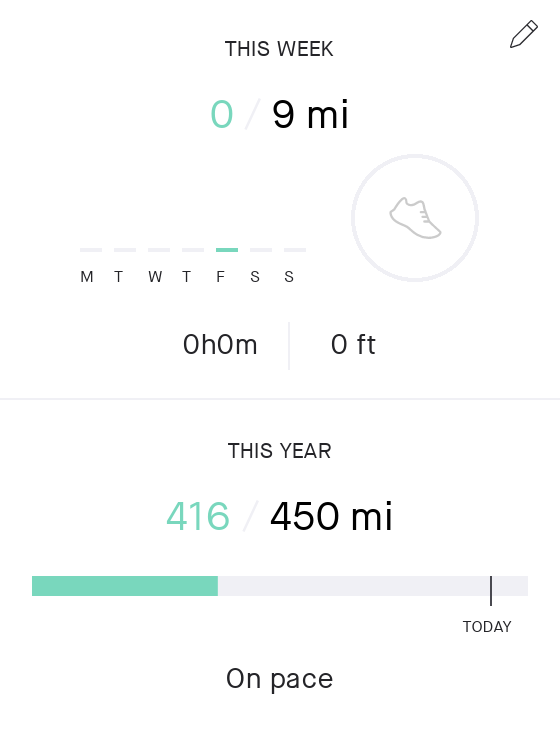 THIS WEEK
0 / 9 mi
M T W T F S S
0h0m 0 ft
THIS YEAR
416 / 450 mi
TODAY
On pace